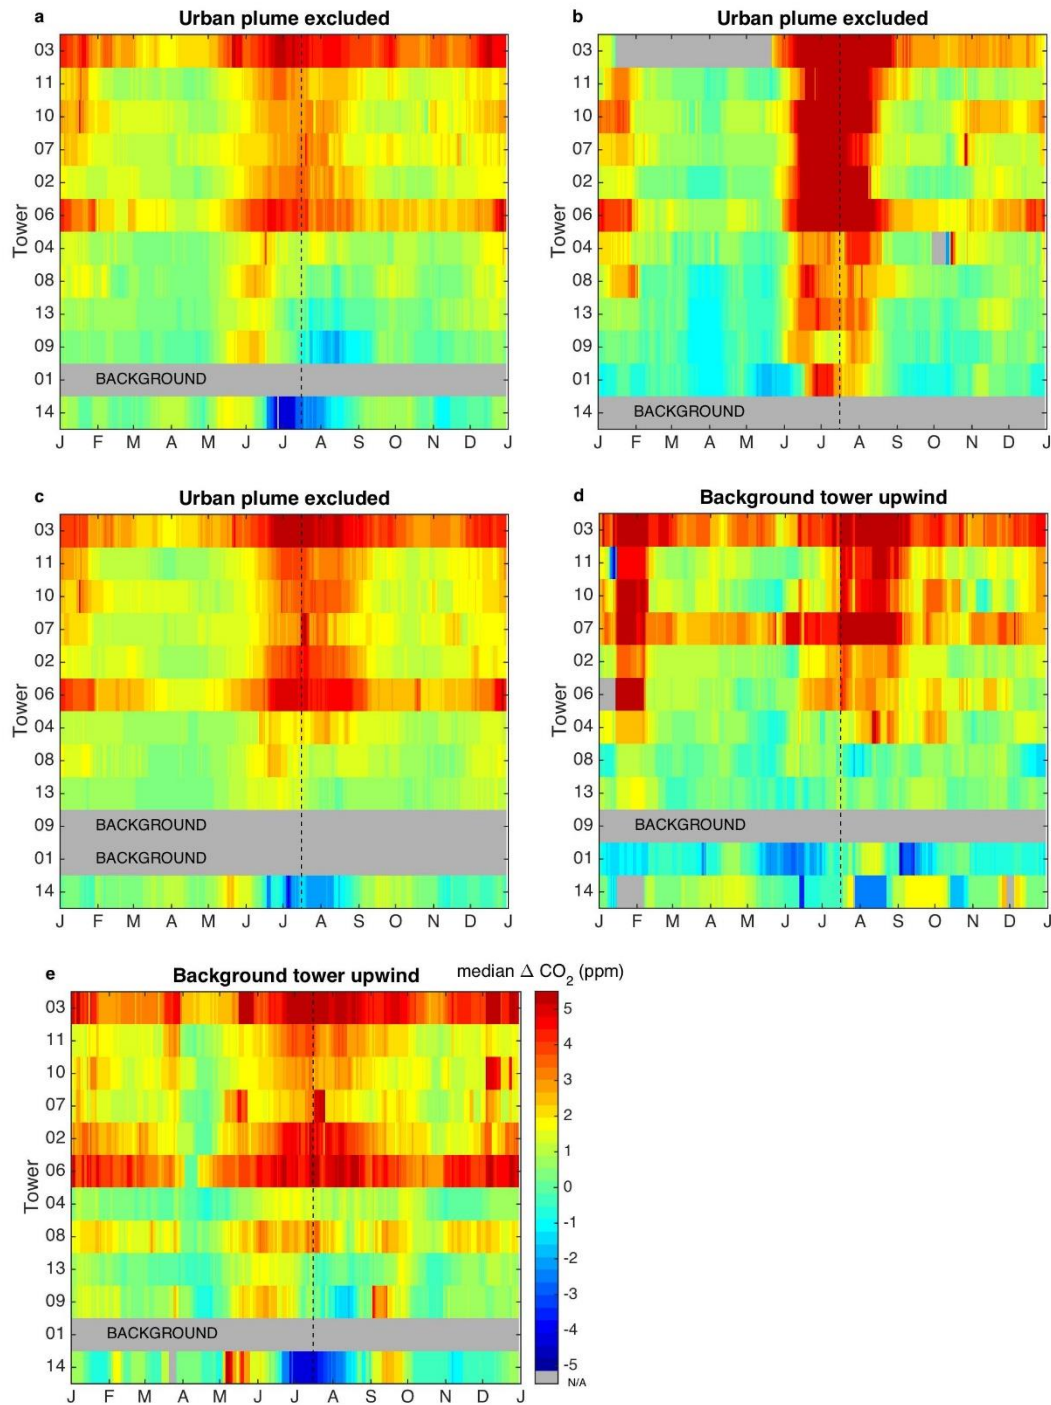 a Urban plume excluded
Tower
03
11
10
07
02
06
04
08
13
09
01 BACKGROUND
14
J F M A M J J A S O N D J
b Urban plume excluded
Tower
03
11
10
07
02
06
04
08
13
09
01
14 BACKGROUND
J F M A M J J A S O N D J
c Urban plume excluded
Tower
03
11
10
07
02
06
04
08
13
09 BACKGROUND
01 BACKGROUND
14
J F M A M J J A S O N D J
d Background tower upwind
Tower
03
11
10
07
02
06
04
08
13
09 BACKGROUND
01
14
J F M A M J J A S O N D J
e Background tower upwind
Tower
03
11
10
07
02
06
04
08
13
09
01 BACKGROUND
14
J F M A M J J A S O N D J
median Δ CO2 (ppm)
5
4
3
2
1
0
-1
-2
-3
-4
-5
N/A